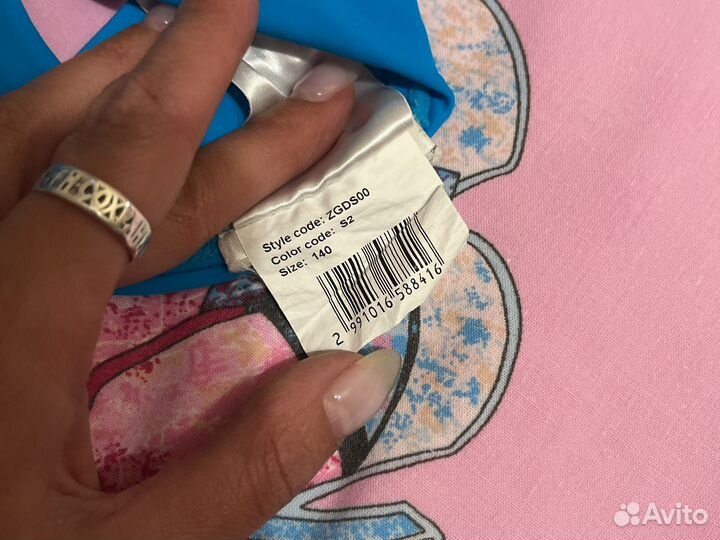 Style code: ZGDS00
Color code: S2
Size: 140
2 991016 588416
Avito